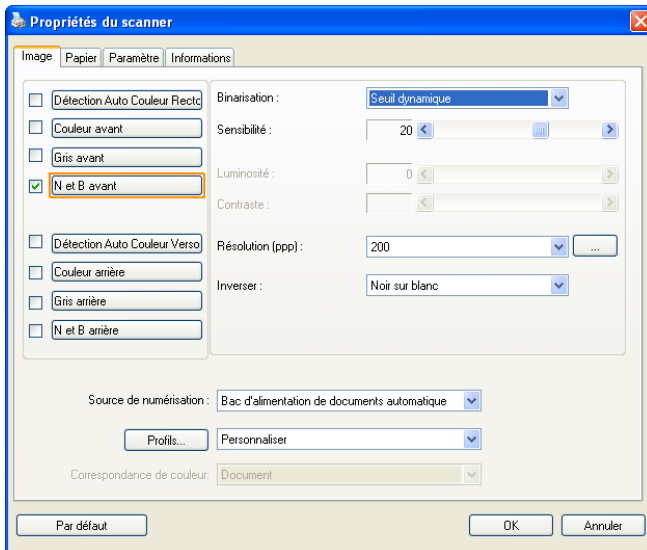 Propriétés du scanner
Image Papier Paramètre Informations
Détection Auto Couleur Recto
Couleur avant
Gris avant
N et B avant
Détection Auto Couleur Verso
Couleur arrière
Gris arrière
N et B arrière
Binarisation : Seuil dynamique
Sensibilité : 20
Luminosité : 0
Contraste :
Résolution (ppp) : 200 ...
Inverser : Noir sur blanc
Source de numérisation : Bac d'alimentation de documents automatique
Profils... Personnaliser
Correspondance de couleur: Document
Par défaut OK Annuler